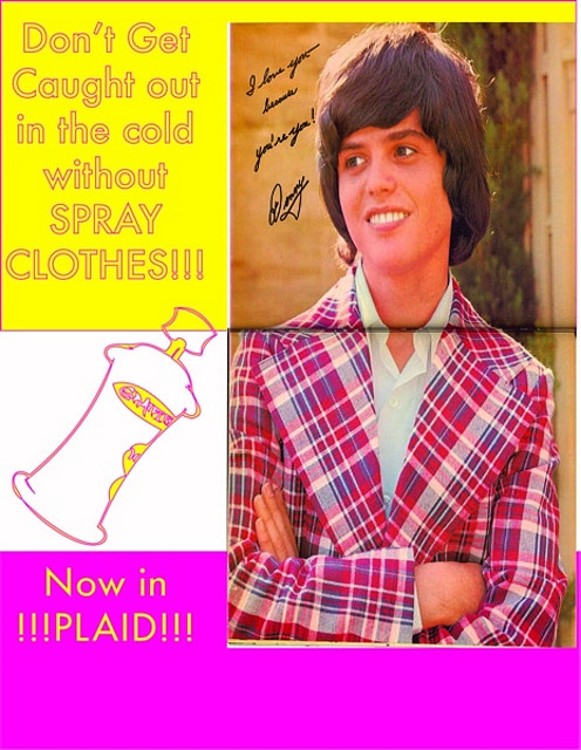 Don't Get
Caught out
in the cold
without
SPRAY
CLOTHES!!!
I love you
because
you're you!
Donny
Now in
!!!PLAID!!!